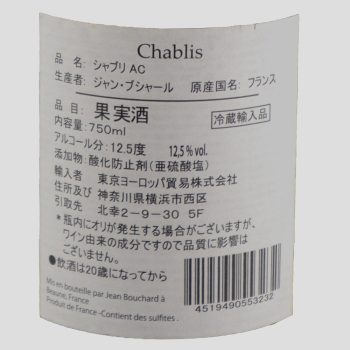 Chablis
品 名: シャブリ AC
生産者: ジャン・ブシャール 原産国名: フランス
品目: 果実酒 冷蔵輸入品
内容量: 750ml
アルコール分: 12.5度 12,5% vol.
添加物: 酸化防止剤(亜硫酸塩)
輸入者 東京ヨーロッパ貿易株式会社
住所及び 神奈川県横浜市西区
引取先 北幸2-9-30 5F
*瓶内にオリが発生する場合がございますが、
ワイン由来の成分ですので品質に影響は
ございません。
●飲酒は20歳になってから
Mis en bouteille par Jean Bouchard à
Beaune, France
Produit de France -Contient des sulfites .
4519490553232